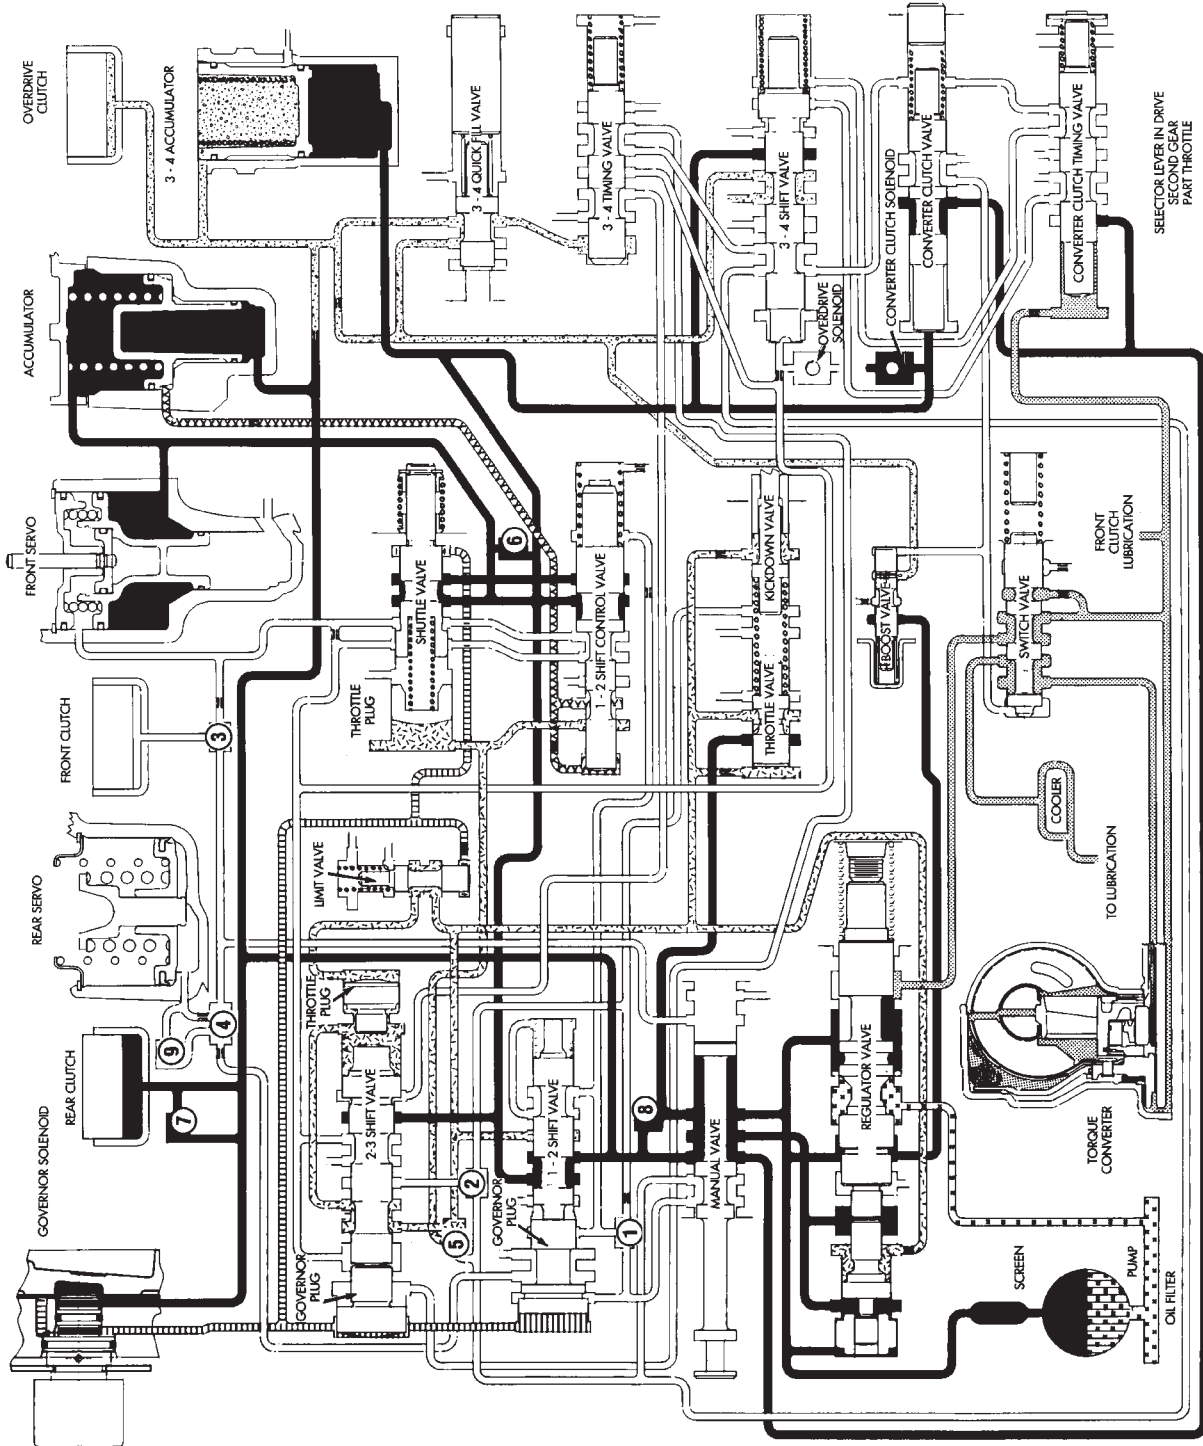 GOVERNOR SOLENOID
REAR CLUTCH
REAR SERVO
FRONT CLUTCH
FRONT SERVO
ACCUMULATOR
OVERDRIVE
CLUTCH
3 - 4 ACCUMULATOR
7
9
4
3
GOVERNOR
PLUG
2-3 SHIFT VALVE
THROTTLE
PLUG
LIMIT VALVE
THROTTLE
PLUG
SHUTTLE VALVE
3 - 4 QUICK FILL VALVE
5
2
6
GOVERNOR
PLUG
1 - 2 SHIFT VALVE
1 - 2 SHIFT CONTROL VALVE
3 - 4 TIMING VALVE
1
8
MANUAL VALVE
THROTTLE VALVE
KICKDOWN VALVE
3 - 4 SHIFT VALVE
OVERDRIVE
SOLENOID
REGULATOR VALVE
BOOST VALVE
CONVERTER CLUTCH SOLENOID
CONVERTER CLUTCH VALVE
SWITCH VALVE
SCREEN
COOLER
CONVERTER CLUTCH TIMING VALVE
TORQUE
CONVERTER
TO LUBRICATION
FRONT
CLUTCH
LUBRICATION
PUMP
OIL FILTER
SELECTOR LEVER IN DRIVE
SECOND GEAR
PART THROTTLE